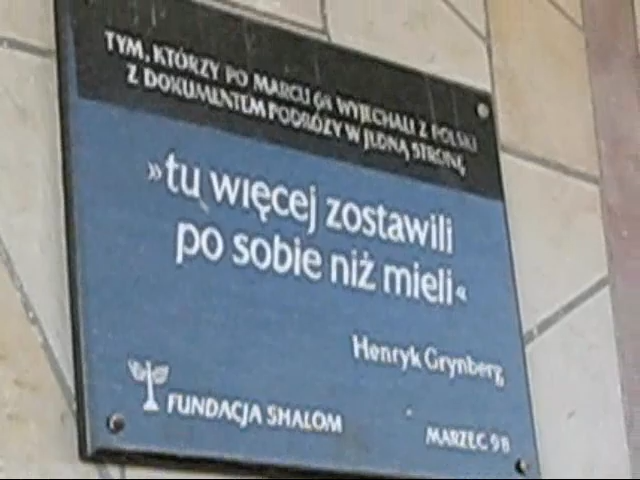 TYM, KTÓRZY PO MARCU 68 WYJECHALI Z POLSKI
Z DOKUMENTEM PODRÓŻY W JEDNĄ STRONĘ
»tu więcej zostawili
po sobie niż mieli«
Henryk Grynberg
FUNDACJA SHALOM
MARZEC 98